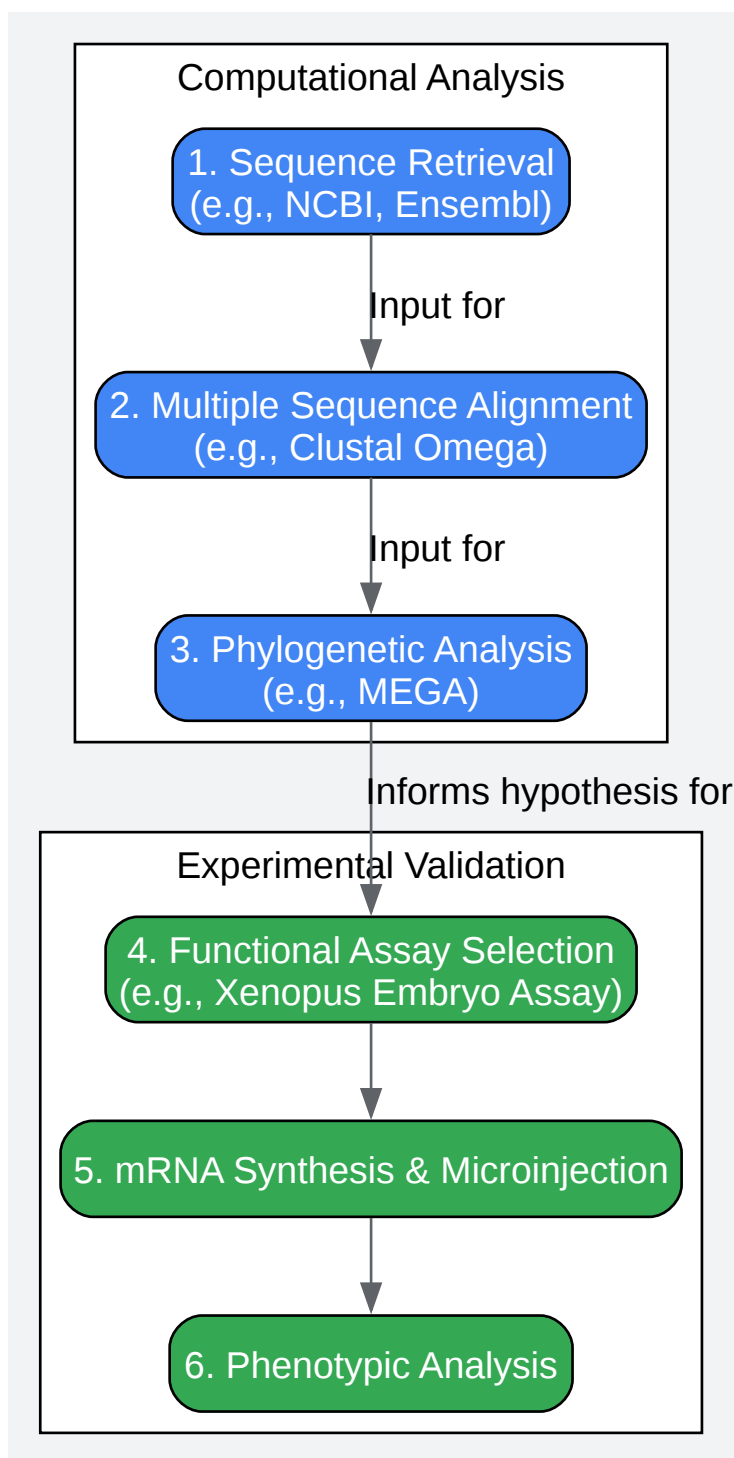 Computational Analysis
1. Sequence Retrieval
(e.g., NCBI, Ensembl)
Input for
2. Multiple Sequence Alignment
(e.g., Clustal Omega)
Input for
3. Phylogenetic Analysis
(e.g., MEGA)
Informs hypothesis for
Experimental Validation
4. Functional Assay Selection
(e.g., Xenopus Embryo Assay)
5. mRNA Synthesis & Microinjection
6. Phenotypic Analysis